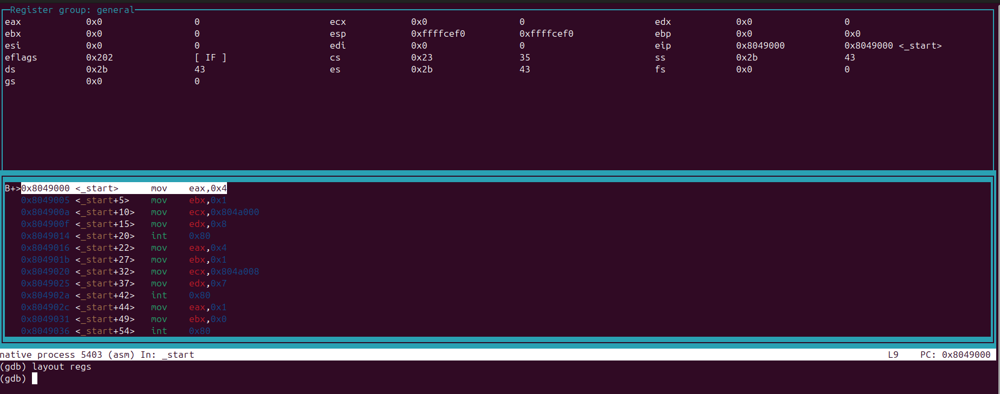 Register group: general
eax 0x0 0 ecx 0x0 0 edx 0x0 0
ebx 0x0 0 esp 0xffffcef0 0xffffcef0 ebp 0x0 0x0
esi 0x0 0 edi 0x0 0 eip 0x8049000 0x8049000 <_start>
eflags 0x202 [ IF ] cs 0x23 35 ss 0x2b 43
ds 0x2b 43 es 0x2b 43 fs 0x0 0
gs 0x0 0
B+>0x8049000 <_start> mov eax,0x4
0x8049005 <_start+5> mov ebx,0x1
0x804900a <_start+10> mov ecx,0x804a000
0x804900f <_start+15> mov edx,0x8
0x8049014 <_start+20> int 0x80
0x8049016 <_start+22> mov eax,0x4
0x804901b <_start+27> mov ebx,0x1
0x8049020 <_start+32> mov ecx,0x804a008
0x8049025 <_start+37> mov edx,0x7
0x804902a <_start+42> int 0x80
0x804902c <_start+44> mov eax,0x1
0x8049031 <_start+49> mov ebx,0x0
0x8049036 <_start+54> int 0x80
native process 5403 (asm) In: _start L9 PC: 0x8049000
(gdb) layout regs
(gdb)